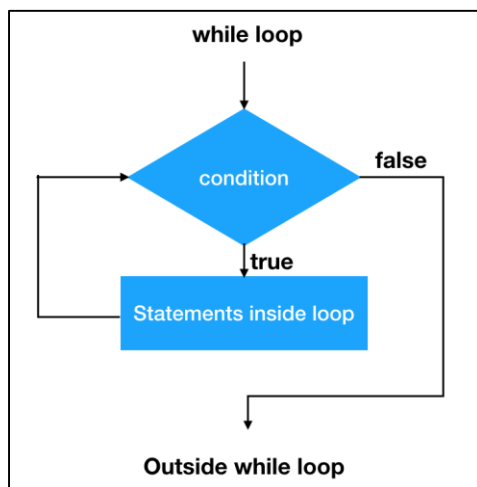 while loop
condition
false
true
Statements inside loop
Outside while loop